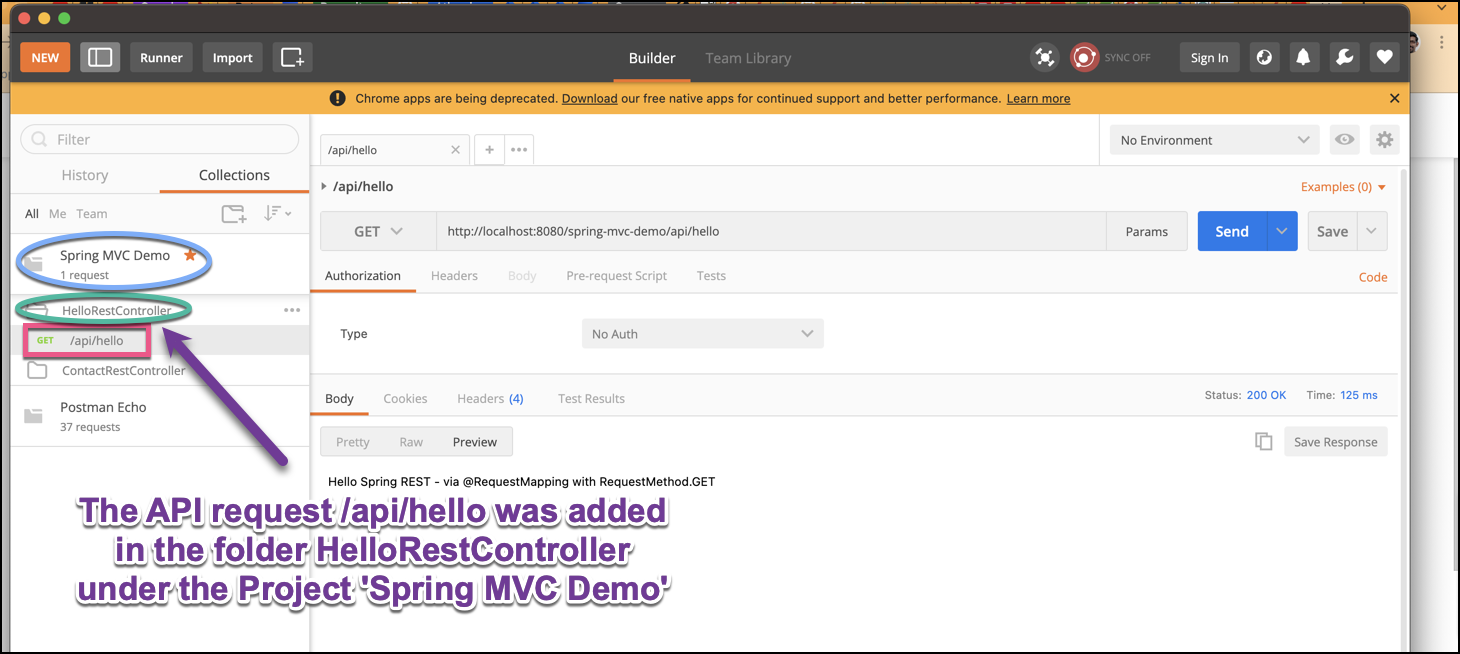 NEW
Runner
Import
Builder
Team Library
SYNC OFF
Sign In
Chrome apps are being deprecated. Download our free native apps for continued support and better performance. Learn more
Filter
History
Collections
All Me Team
Spring MVC Demo
1 request
HelloRestController
GET /api/hello
ContactRestController
Postman Echo
37 requests
/api/hello
No Environment
/api/hello
Examples (0)
GET
http://localhost:8080/spring-mvc-demo/api/hello
Params
Send
Save
Authorization
Headers
Body
Pre-request Script
Tests
Code
Type
No Auth
Body
Cookies
Headers (4)
Test Results
Status: 200 OK
Time: 125 ms
Pretty
Raw
Preview
Save Response
Hello Spring REST - via @RequestMapping with RequestMethod.GET
The API request /api/hello was added
in the folder HelloRestController
under the Project 'Spring MVC Demo'